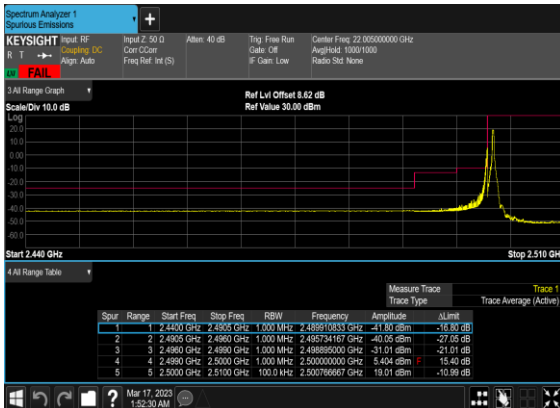 Spectrum Analyzer 1
Spurious Emissions
KEYSIGHT Input: RF Input Z: 50 Ω Atten: 40 dB Trig: Free Run Center Freq: 22.005000000 GHz
R T Coupling: DC Corr CCorr Gate: Off Avg|Hold: 1000/1000
Align: Auto Freq Ref: Int (S) IF Gain: Low Radio Std: None
FAIL
3 All Range Graph
Ref Lvl Offset 8.62 dB
Scale/Div 10.0 dB Ref Value 30.00 dBm
Log
20.0
10.0
0.00
-10.0
-20.0
-30.0
-40.0
-50.0
-60.0
Start 2.440 GHz Stop 2.510 GH
4 All Range Table
Measure Trace Trace 1
Trace Type Trace Average (Active)
Spur Range Start Freq Stop Freq RBW Frequency Amplitude ΔLimit
1 1 2.4400 GHz 2.4905 GHz 1.000 MHz 2.489910833 GHz -41.80 dBm -16.80 dB
2 2 2.4905 GHz 2.4960 GHz 1.000 MHz 2.495734167 GHz -40.05 dBm -27.05 dB
3 3 2.4960 GHz 2.4990 GHz 1.000 MHz 2.498895000 GHz -31.01 dBm -21.01 dB
4 4 2.4990 GHz 2.5000 GHz 1.000 MHz 2.500000000 GHz 5.404 dBm F 15.40 dB
5 5 2.5000 GHz 2.5100 GHz 100.0 kHz 2.500766667 GHz 19.01 dBm -10.99 dB
Mar 17, 2023
1:52:30 AM